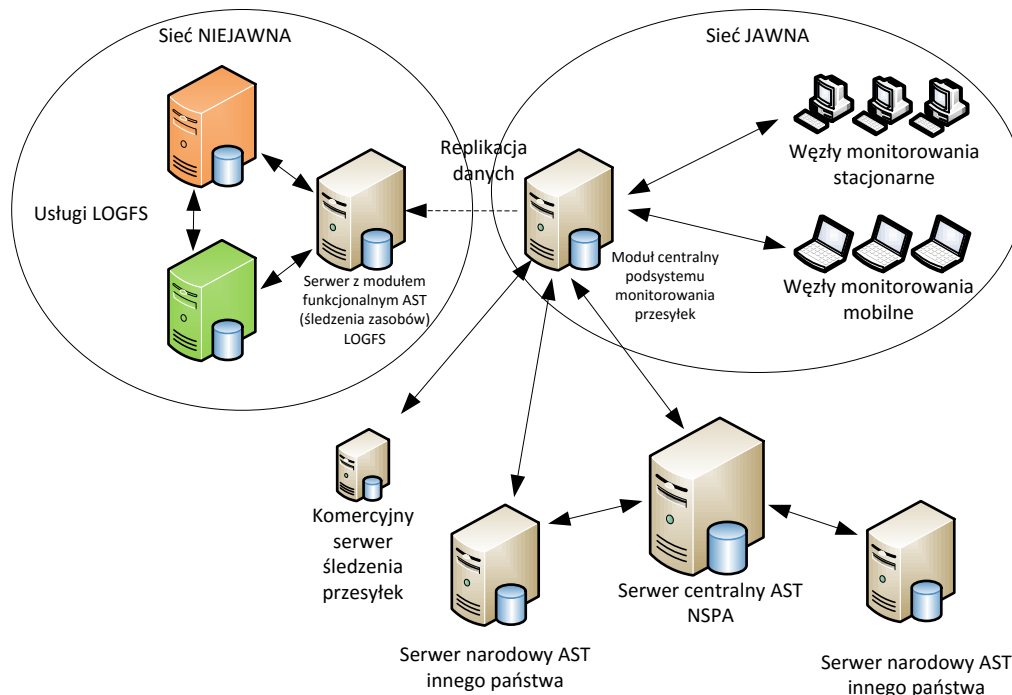 Sieć NIEJAWNA
Sieć JAWNA
Replikacja
danych
Usługi LOGFS
Serwer z modułem
funkcjonalnym AST
(śledzenia zasobów)
LOGFS
Moduł centralny
podsystemu
monitorowania
przesyłek
Węzły monitorowania
stacjonarne
Węzły monitorowania
mobilne
Komercyjny
serwer
śledzenia
przesyłek
Serwer centralny AST
NSPA
Serwer narodowy AST
innego państwa
Serwer narodowy AST
innego państwa